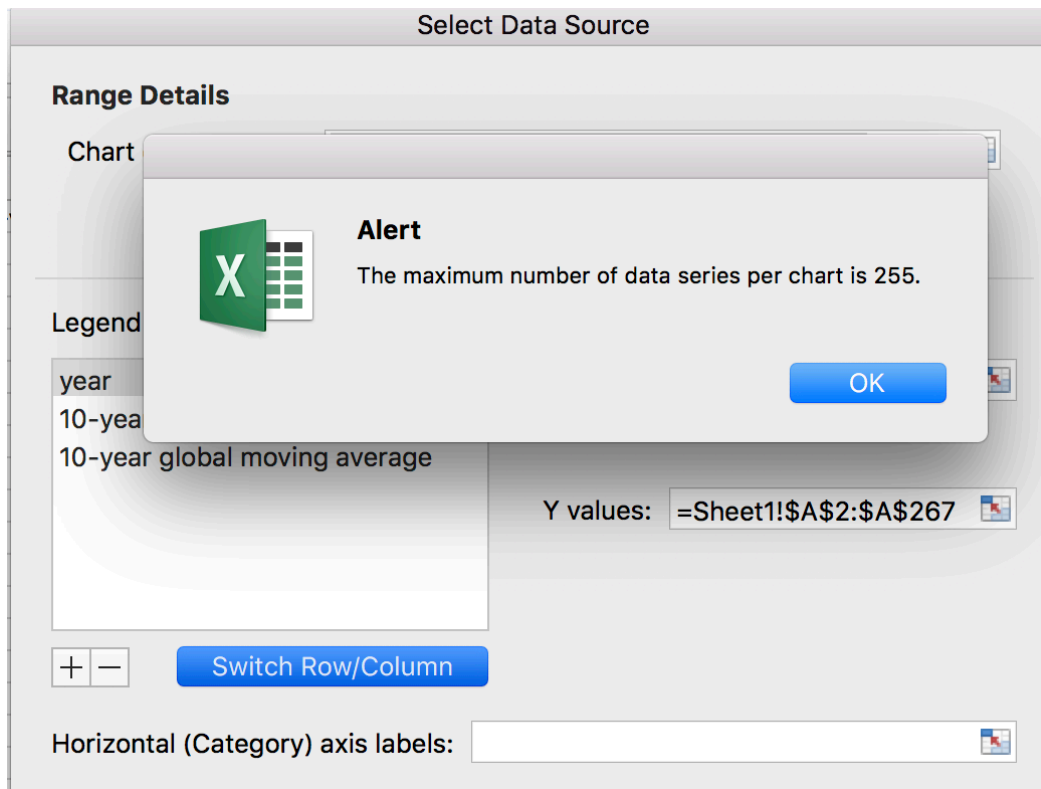 Select Data Source
Range Details
Chart
Alert
The maximum number of data series per chart is 255.
OK
Legend
year
10-yea
10-year global moving average
Y values: =Sheet1!$A$2:$A$267
+ − Switch Row/Column
Horizontal (Category) axis labels: